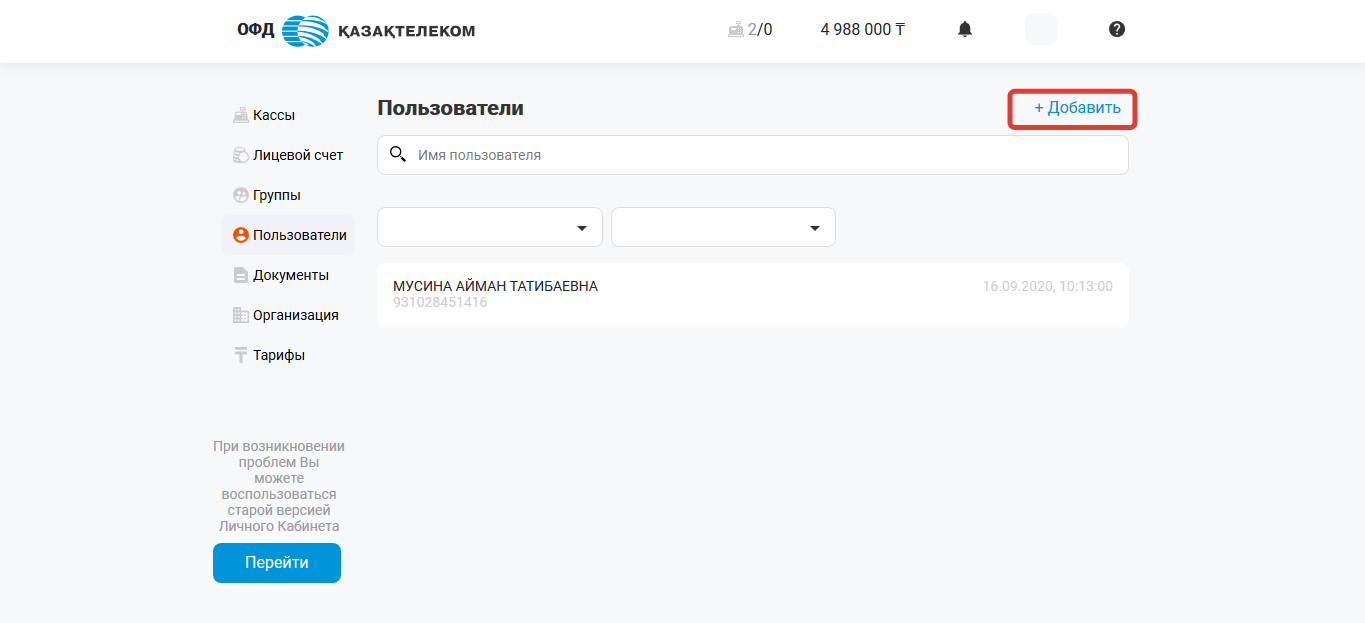 ОФД ҚАЗАҚТЕЛЕКОМ
2/0
4 988 000 ₸
Кассы
Лицевой счет
Группы
Пользователи
Документы
Организация
Тарифы
При возникновении
проблем Вы
можете
воспользоваться
старой версией
Личного Кабинета
Перейти
Пользователи
+ Добавить
Имя пользователя
МУСИНА АЙМАН ТАТИБАЕВНА
16.09.2020, 10:13:00
931028451416